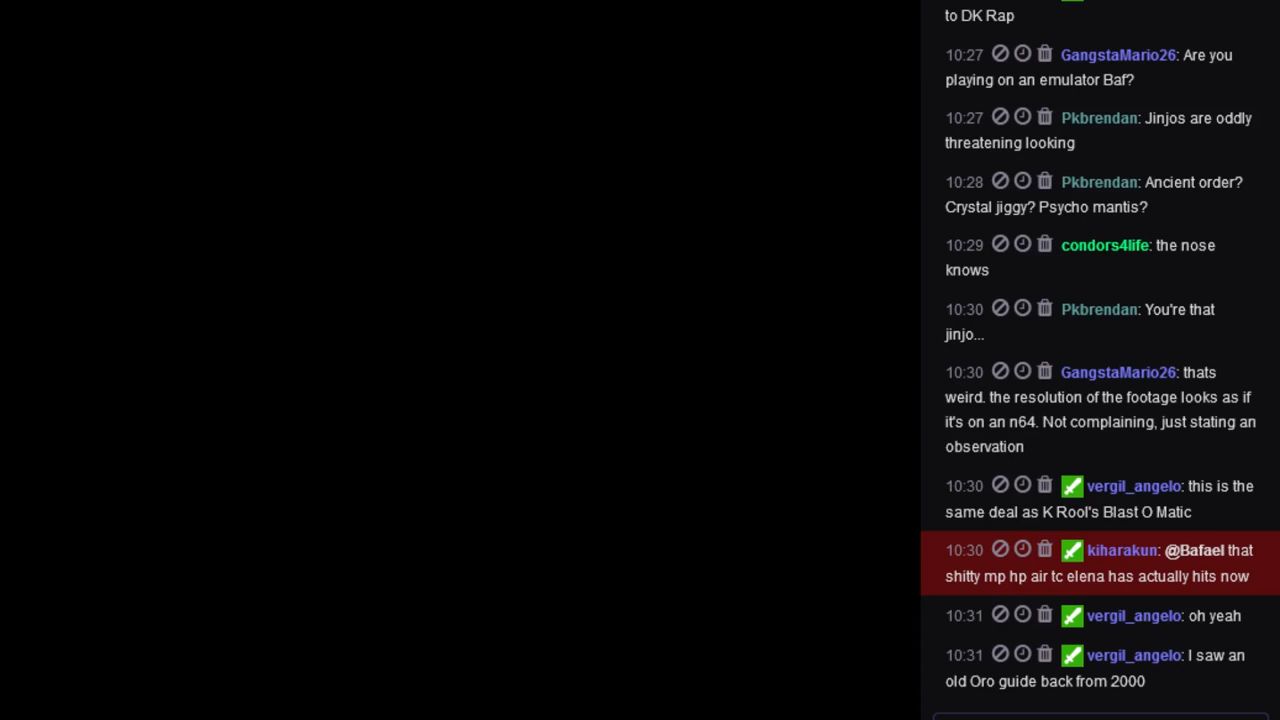 to DK Rap
10:27 GangstaMario26: Are you
playing on an emulator Baf?
10:27 Pkbrendan: Jinjos are oddly
threatening looking
10:28 Pkbrendan: Ancient order?
Crystal jiggy? Psycho mantis?
10:29 condors4life: the nose
knows
10:30 Pkbrendan: You're that
jinjo...
10:30 GangstaMario26: thats
weird. the resolution of the footage looks as if
it's on an n64. Not complaining, just stating an
observation
10:30 vergil_angelo: this is the
same deal as K Rool's Blast O Matic
10:30 kiharakun: @Bafael that
shitty mp hp air tc elena has actually hits now
10:31 vergil_angelo: oh yeah
10:31 vergil_angelo: I saw an
old Oro guide back from 2000